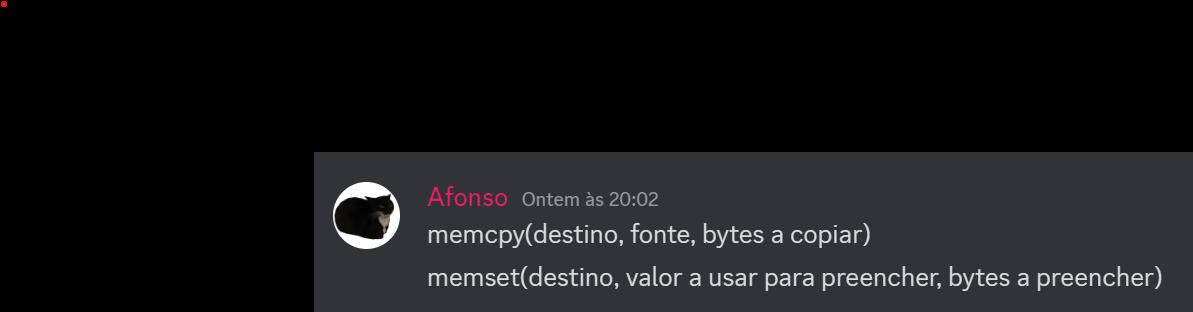 Afonso Ontem às 20:02
memcpy(destino, fonte, bytes a copiar)
memset(destino, valor a usar para preencher, bytes a preencher)